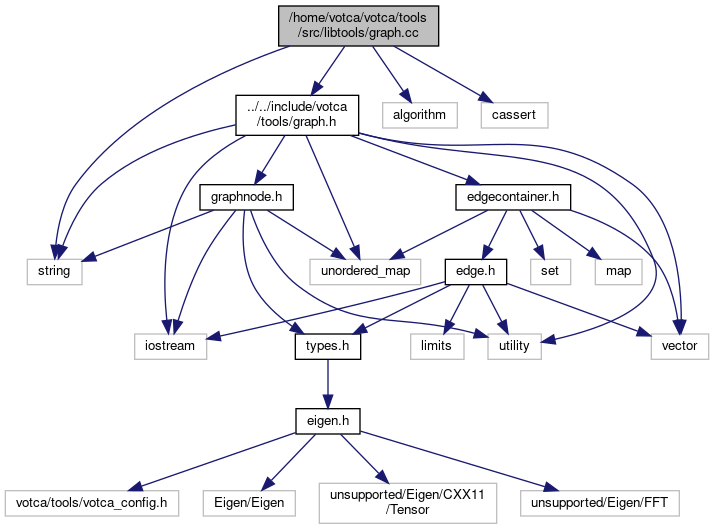 /home/votca/votca/tools
/src/libtools/graph.cc
../../include/votca
/tools/graph.h
algorithm
cassert
graphnode.h
edgecontainer.h
string
unordered_map
edge.h
set
map
iostream
types.h
limits
utility
vector
eigen.h
votca/tools/votca_config.h
Eigen/Eigen
unsupported/Eigen/CXX11
/Tensor
unsupported/Eigen/FFT